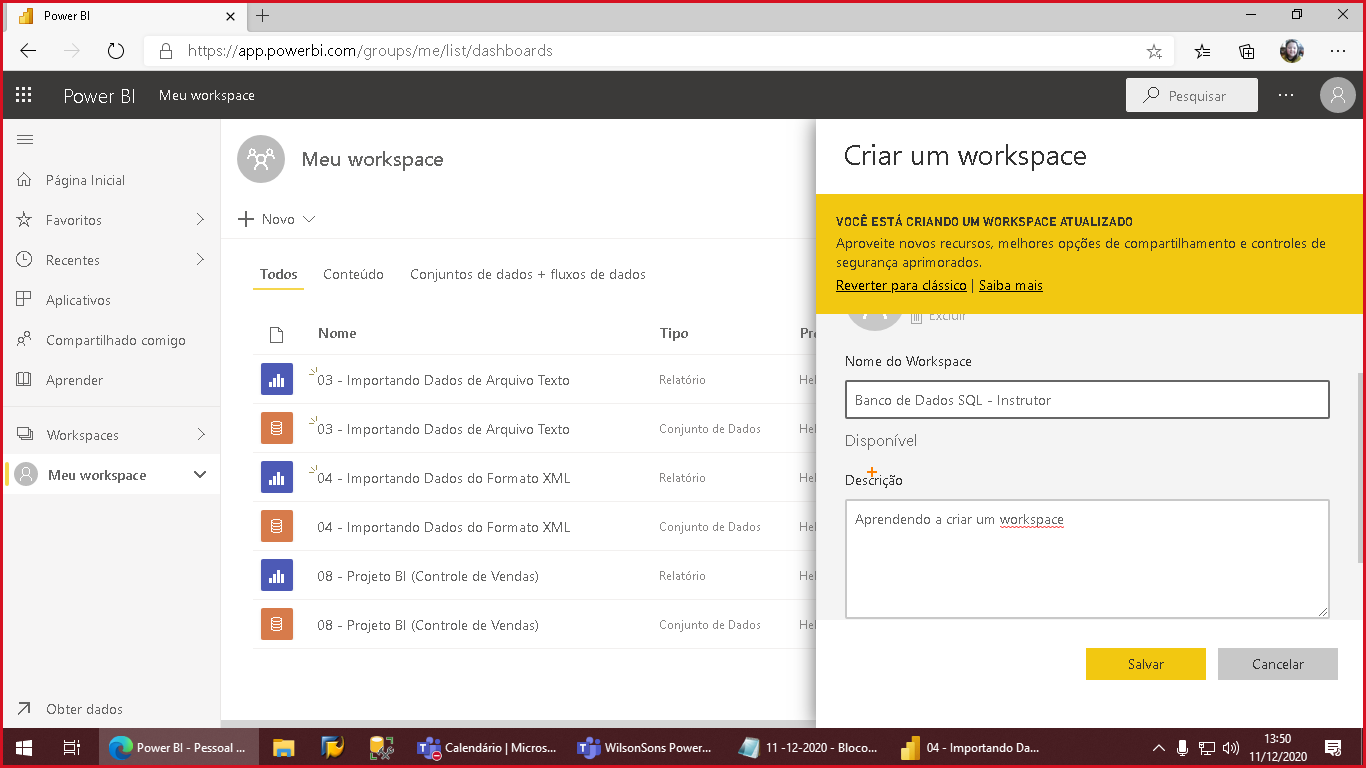 Power BI
https://app.powerbi.com/groups/me/list/dashboards
Power BI Meu workspace Pesquisar
Página Inicial
Favoritos
Recentes
Aplicativos
Compartilhado comigo
Aprender
Workspaces
Meu workspace
Obter dados
Meu workspace
Novo
Todos Conteúdo Conjuntos de dados + fluxos de dados
Nome Tipo
03 - Importando Dados de Arquivo Texto Relatório
03 - Importando Dados de Arquivo Texto Conjunto de Dados
04 - Importando Dados do Formato XML Relatório
04 - Importando Dados do Formato XML Conjunto de Dados
08 - Projeto BI (Controle de Vendas) Relatório
08 - Projeto BI (Controle de Vendas) Conjunto de Dados
Criar um workspace
VOCÊ ESTÁ CRIANDO UM WORKSPACE ATUALIZADO
Aproveite novos recursos, melhores opções de compartilhamento e controles de
segurança aprimorados.
Reverter para clássico | Saiba mais
Excluir
Nome do Workspace
Banco de Dados SQL - Instrutor
Disponível
Descrição
Aprendendo a criar um workspace
Salvar Cancelar
Power BI - Pessoal ... Calendário | Micros... WilsonSons Power... 11 -12-2020 - Bloco... 04 - Importando Da...
13:50
11/12/2020